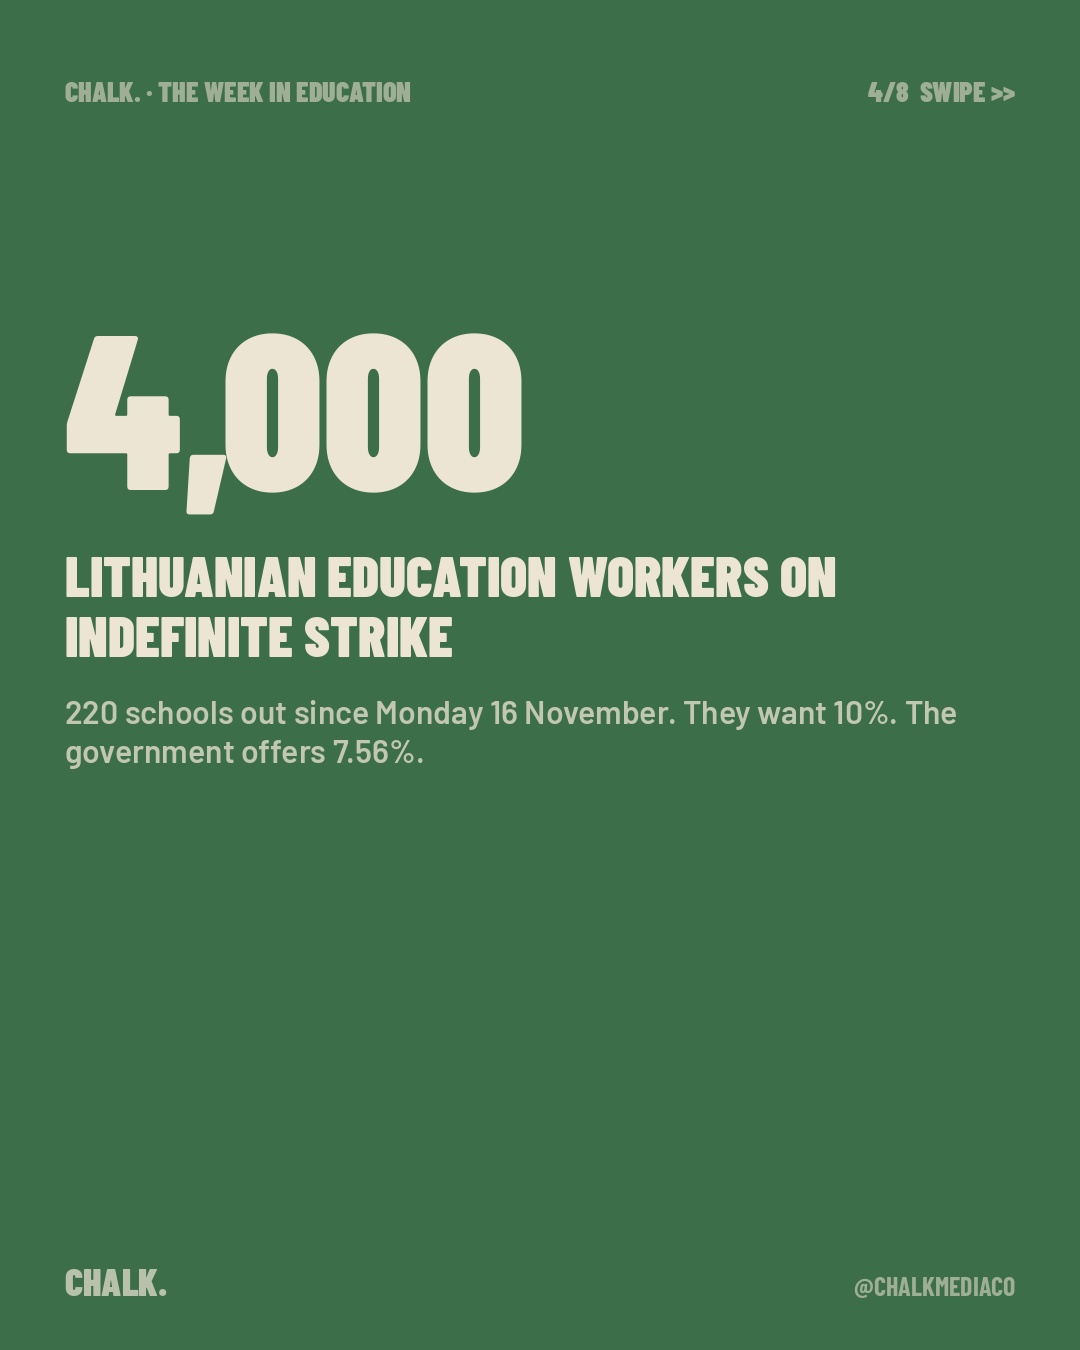 CHALK. · THE WEEK IN EDUCATION
4/8 SWIPE >>
4,000
LITHUANIAN EDUCATION WORKERS ON
INDEFINITE STRIKE
220 schools out since Monday 16 November. They want 10%. The
government offers 7.56%.
CHALK.
@CHALKMEDIACO